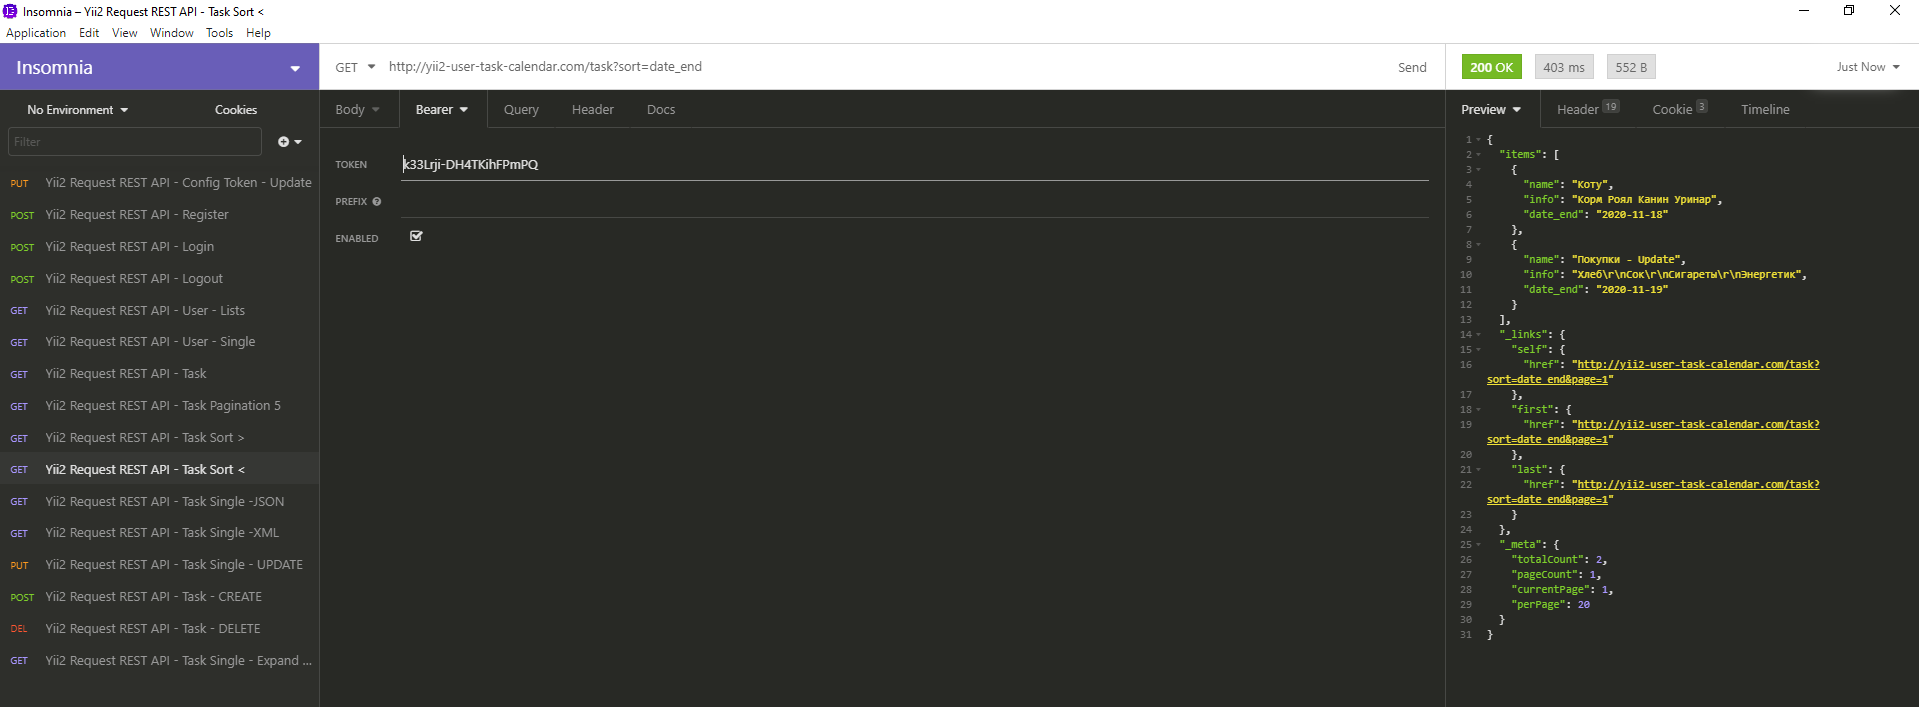 Insomnia – Yii2 Request REST API - Task Sort <
Application Edit View Window Tools Help
Insomnia
GET http://yii2-user-task-calendar.com/task?sort=date_end Send
200 OK 403 ms 552 B Just Now
No Environment Cookies
Body Bearer Query Header Docs
Preview Header 19 Cookie 3 Timeline
Filter
PUT Yii2 Request REST API - Config Token - Update
POST Yii2 Request REST API - Register
POST Yii2 Request REST API - Login
POST Yii2 Request REST API - Logout
GET Yii2 Request REST API - User - Lists
GET Yii2 Request REST API - User - Single
GET Yii2 Request REST API - Task
GET Yii2 Request REST API - Task Pagination 5
GET Yii2 Request REST API - Task Sort >
GET Yii2 Request REST API - Task Sort <
GET Yii2 Request REST API - Task Single -JSON
GET Yii2 Request REST API - Task Single -XML
PUT Yii2 Request REST API - Task Single - UPDATE
POST Yii2 Request REST API - Task - CREATE
DEL Yii2 Request REST API - Task - DELETE
GET Yii2 Request REST API - Task Single - Expand ...
TOKEN k33Lrji-DH4TKihFPmPQ
PREFIX
ENABLED
1 {
2 "items": [
3 {
4 "name": "Коту",
5 "info": "Корм Роял Канин Уринар",
6 "date_end": "2020-11-18"
7 },
8 {
9 "name": "Покупки - Update",
10 "info": "Хлеб\r\nСок\r\nСигареты\r\nЭнергетик",
11 "date_end": "2020-11-19"
12 }
13 ],
14 "_links": {
15 "self": {
16 "href": "http://yii2-user-task-calendar.com/task?
sort=date_end&page=1"
17 },
18 "first": {
19 "href": "http://yii2-user-task-calendar.com/task?
sort=date_end&page=1"
20 },
21 "last": {
22 "href": "http://yii2-user-task-calendar.com/task?
sort=date_end&page=1"
23 }
24 },
25 "_meta": {
26 "totalCount": 2,
27 "pageCount": 1,
28 "currentPage": 1,
29 "perPage": 20
30 }
31 }